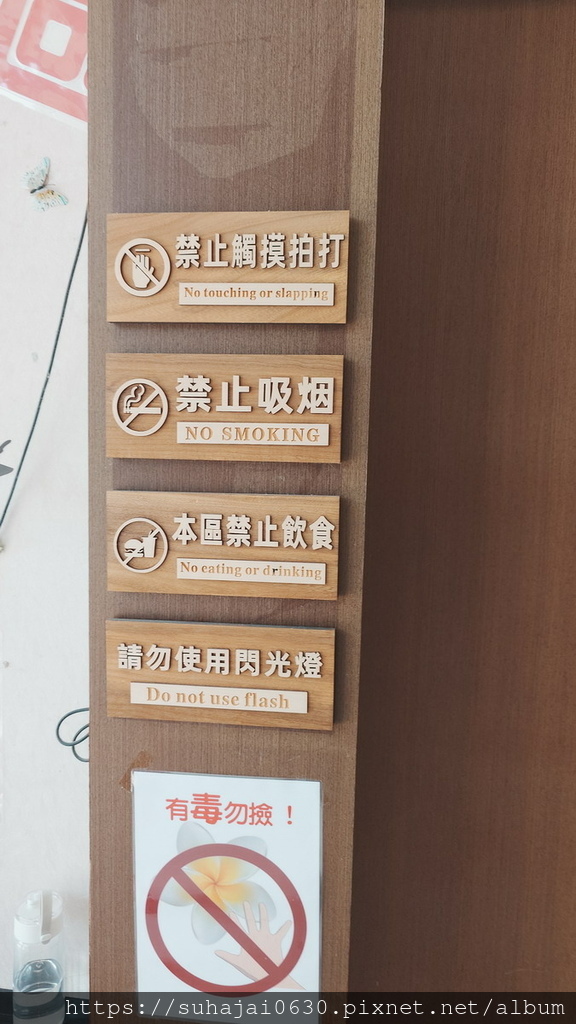 禁止觸摸拍打
No touching or slapping
禁止吸烟
NO SMOKING
本區禁止飲食
No eating or drinking
請勿使用閃光燈
Do not use flash
有毒勿撿！
https://suhajai0630.pixnet.net/album